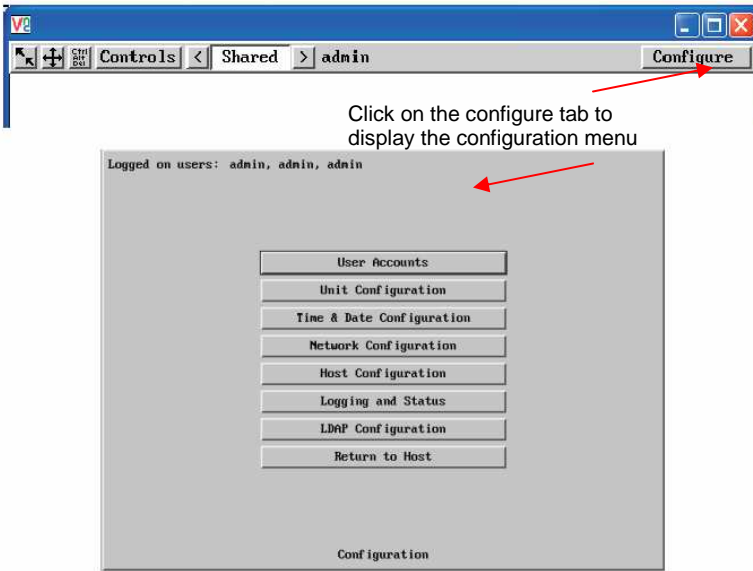 Ctrl Alt Del Controls < Shared > admin Configure
Click on the configure tab to
display the configuration menu
Logged on users: admin, admin, admin
User Accounts
Unit Configuration
Time & Date Configuration
Network Configuration
Host Configuration
Logging and Status
LDAP Configuration
Return to Host
Configuration